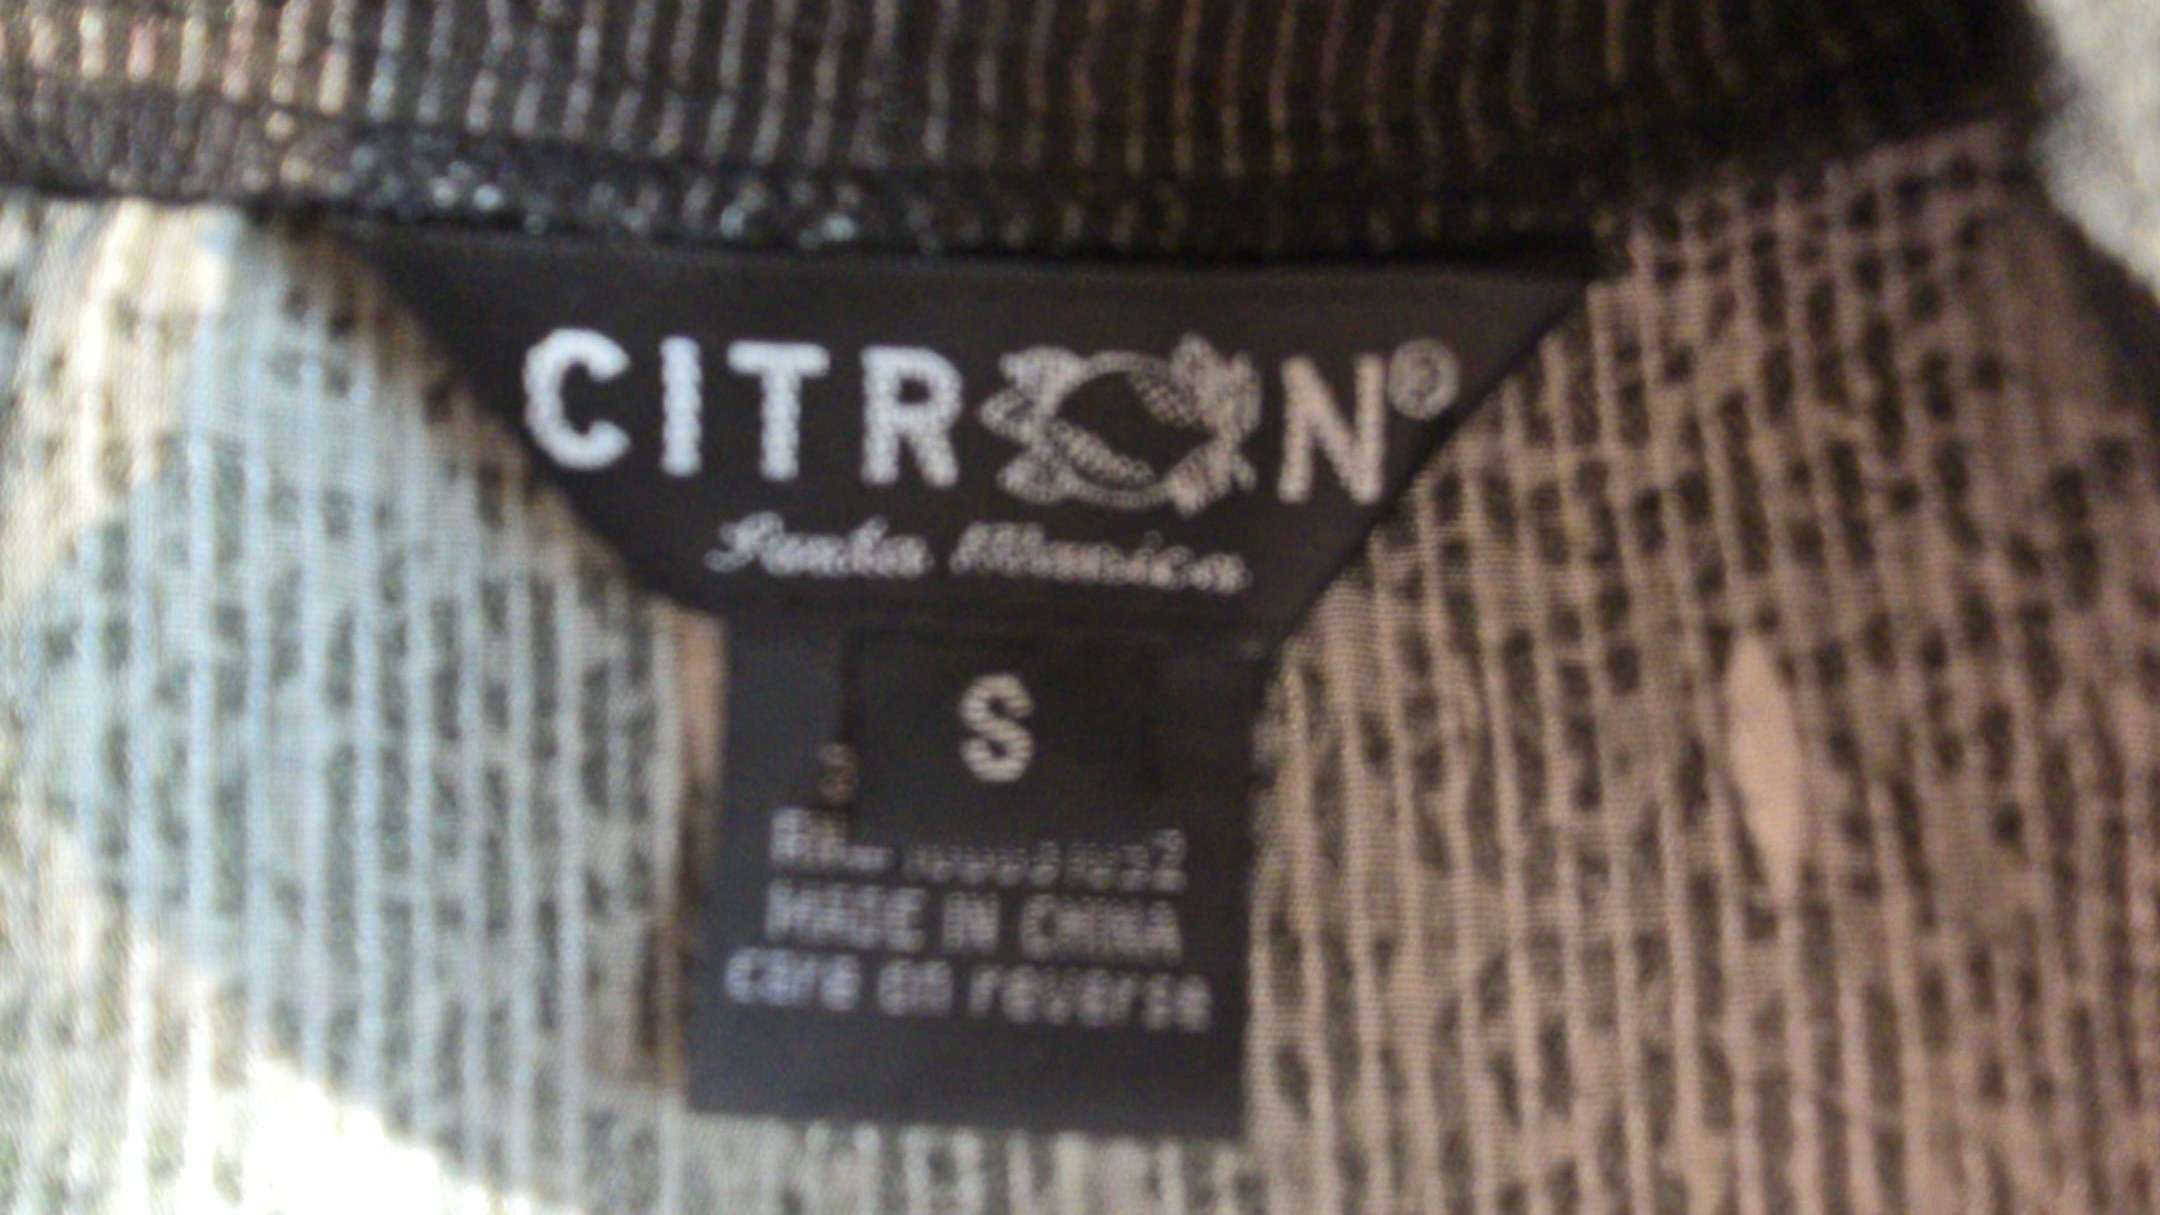 CITRON®
Santa Monica
S
MADE IN CHINA
care on reverse